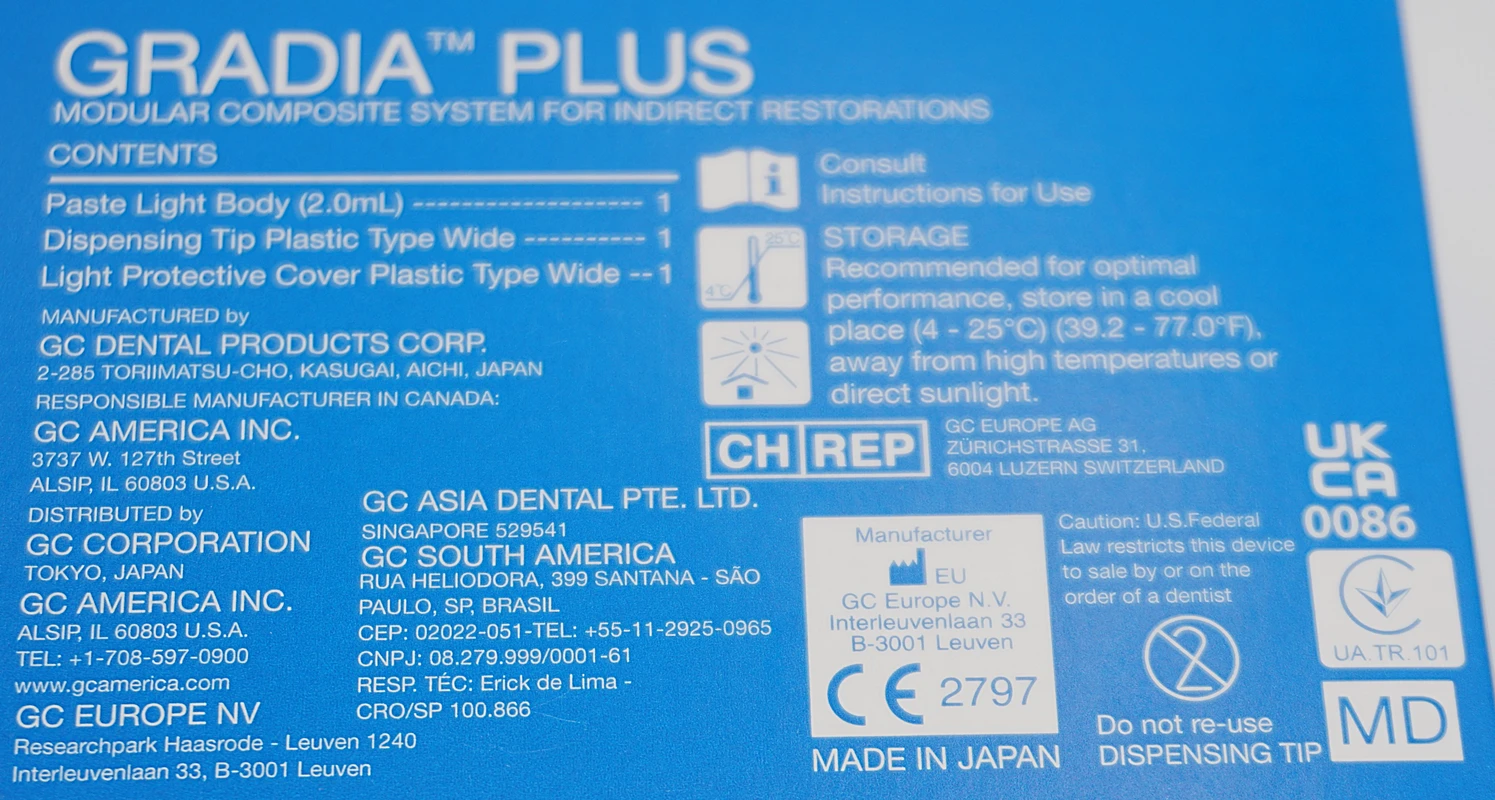 GRADIA™ PLUS
MODULAR COMPOSITE SYSTEM FOR INDIRECT RESTORATIONS
CONTENTS
Paste Light Body (2.0mL) ------------------- 1
Dispensing Tip Plastic Type Wide ---------- 1
Light Protective Cover Plastic Type Wide -- 1
MANUFACTURED by
GC DENTAL PRODUCTS CORP.
2-285 TORIIMATSU-CHO, KASUGAI, AICHI, JAPAN
RESPONSIBLE MANUFACTURER IN CANADA:
GC AMERICA INC.
3737 W. 127th Street
ALSIP, IL 60803 U.S.A.
DISTRIBUTED by
GC CORPORATION
TOKYO, JAPAN
GC AMERICA INC.
ALSIP, IL 60803 U.S.A.
TEL: +1-708-597-0900
www.gcamerica.com
GC EUROPE NV
Researchpark Haasrode - Leuven 1240
Interleuvenlaan 33, B-3001 Leuven
GC ASIA DENTAL PTE. LTD.
SINGAPORE 529541
GC SOUTH AMERICA
RUA HELIODORA, 399 SANTANA - SÃO
PAULO, SP, BRASIL
CEP: 02022-051-TEL: +55-11-2925-0965
CNPJ: 08.279.999/0001-61
RESP. TÉC: Erick de Lima -
CRO/SP 100.866
Consult
Instructions for Use
25°C
4°C
STORAGE
Recommended for optimal
performance, store in a cool
place (4 - 25°C) (39.2 - 77.0°F),
away from high temperatures or
direct sunlight.
CH REP
GC EUROPE AG
ZÜRICHSTRASSE 31,
6004 LUZERN SWITZERLAND
Manufacturer
EU
GC Europe N.V.
Interleuvenlaan 33
B-3001 Leuven
CE 2797
MADE IN JAPAN
Caution: U.S.Federal
Law restricts this device
to sale by or on the
order of a dentist
2
Do not re-use
DISPENSING TIP
UK
CA
0086
UA.TR.101
MD